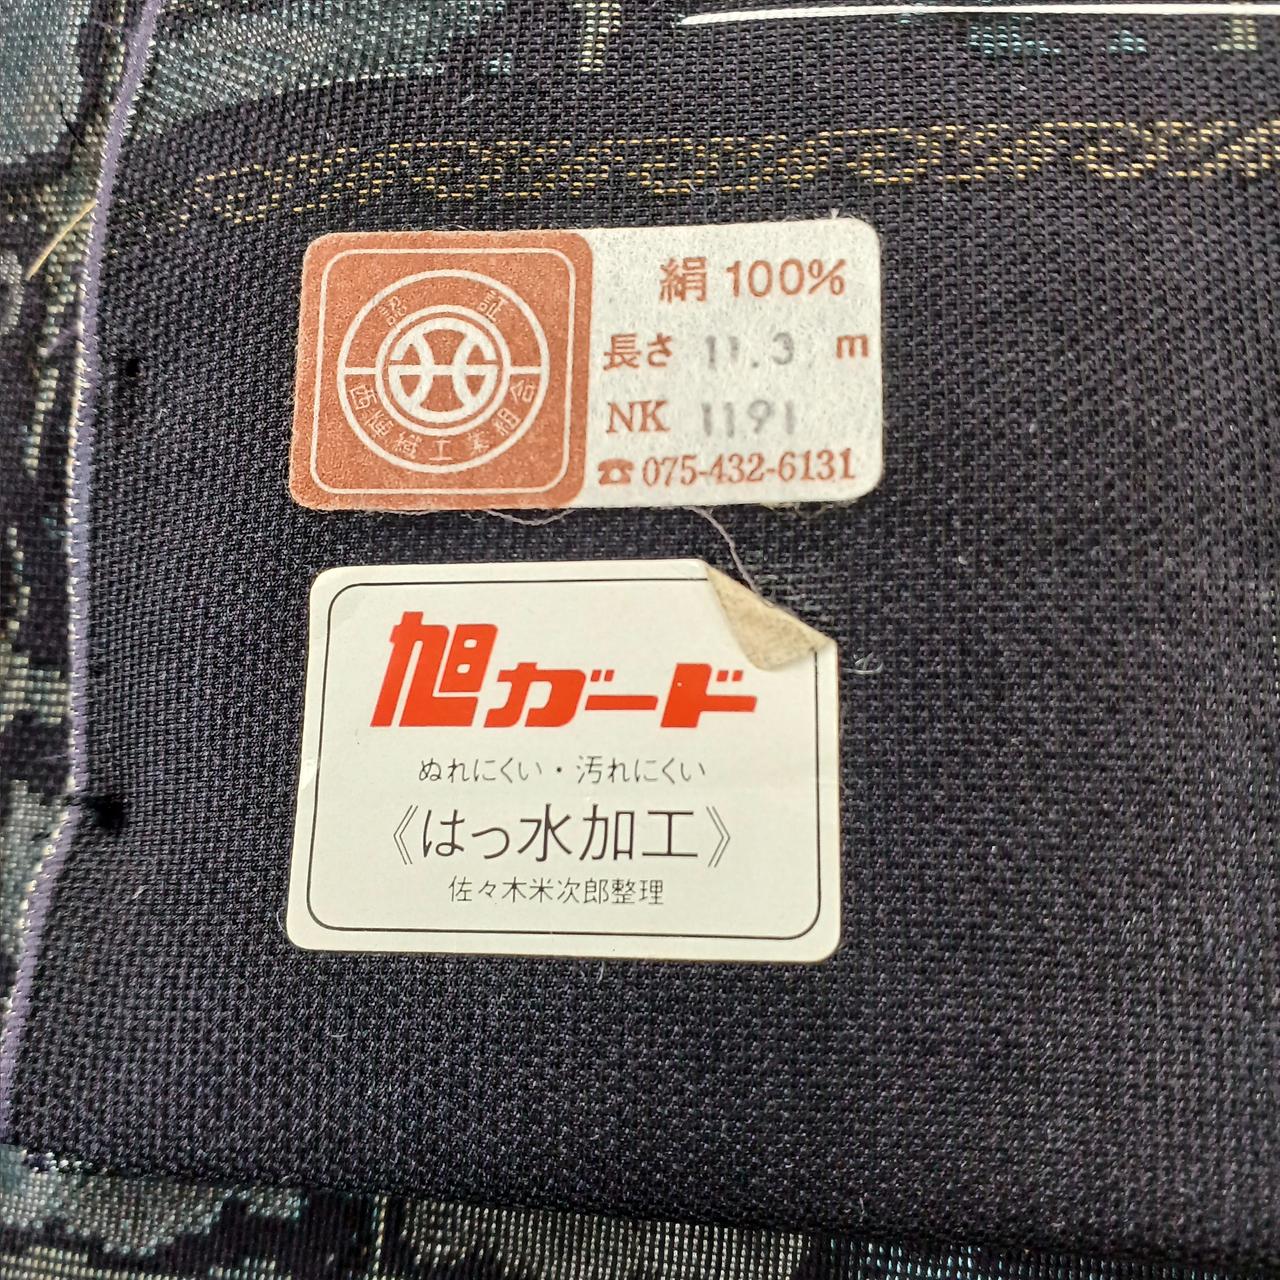 認証
西陣織工業組合
絹 100%
長さ 11.3 m
NK 1191
☎075-432-6131
旭ガード
ぬれにくい・汚れにくい
《はっ水加工》
佐々木米次郎整理